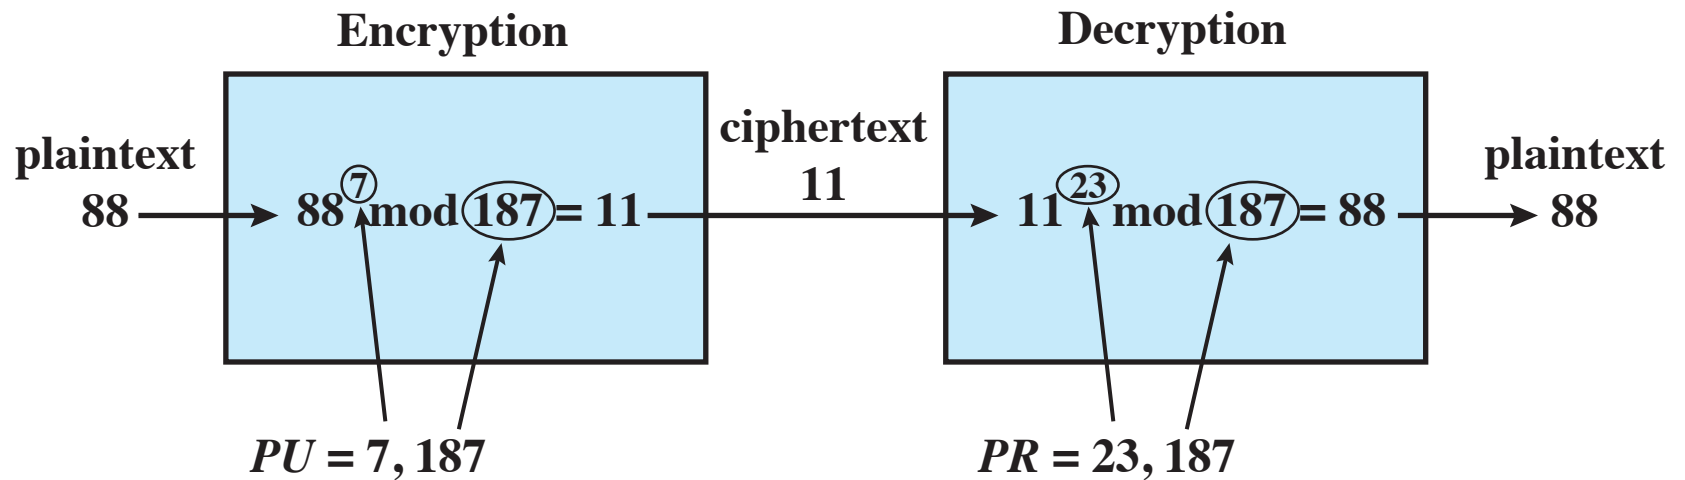 Encryption
Decryption
plaintext
88
88^7 mod 187 = 11
ciphertext
11
11^23 mod 187 = 88
plaintext
88
PU = 7, 187
PR = 23, 187